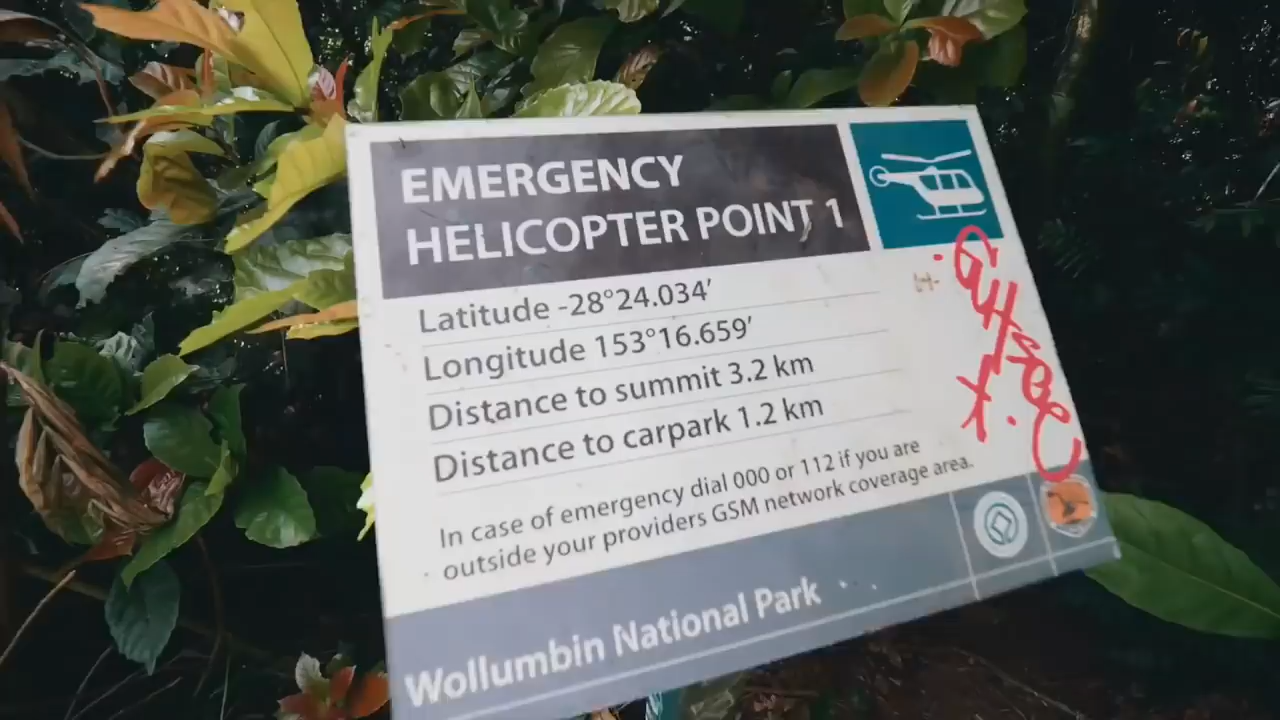 EMERGENCY
HELICOPTER POINT 1
Latitude -28°24.034′
Longitude 153°16.659′
Distance to summit 3.2 km
Distance to carpark 1.2 km
In case of emergency dial 000 or 112 if you are
outside your providers GSM network coverage area.
Wollumbin National Park